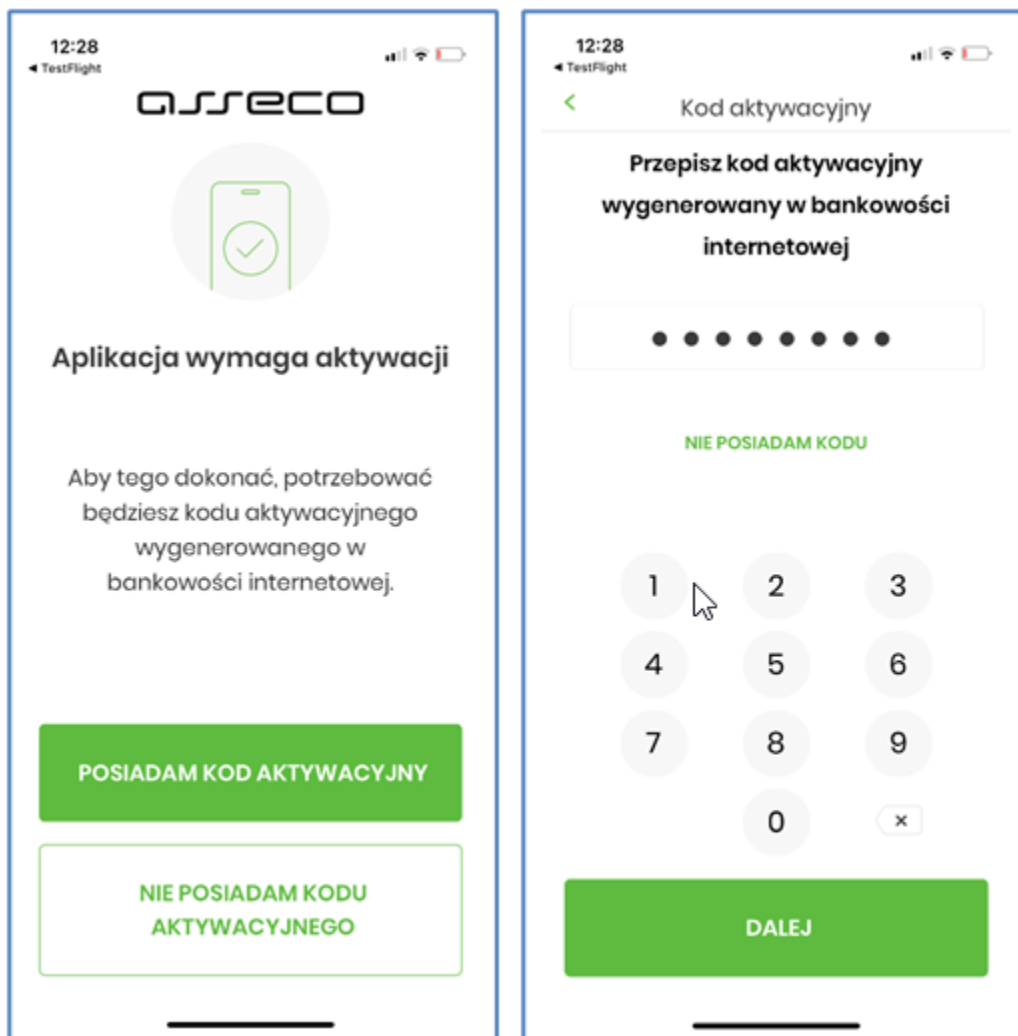 12:28
◄ TestFlight
asseco
Aplikacja wymaga aktywacji
Aby tego dokonać, potrzebować
będziesz kodu aktywacyjnego
wygenerowanego w
bankowości internetowej.
POSIADAM KOD AKTYWACYJNY
NIE POSIADAM KODU
AKTYWACYJNEGO
12:28
◄ TestFlight
Kod aktywacyjny
Przepisz kod aktywacyjny
wygenerowany w bankowości
internetowej
NIE POSIADAM KODU
1 2 3
4 5 6
7 8 9
0
DALEJ